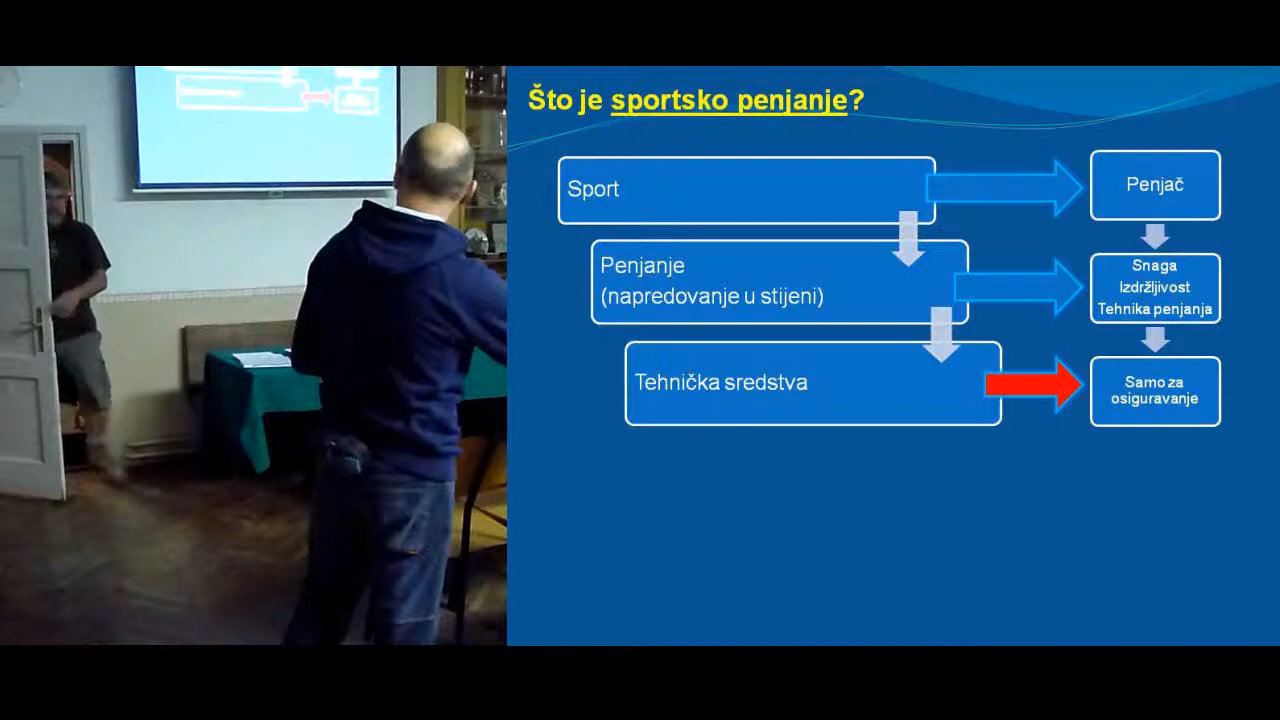 Što je sportsko penjanje?
Sport
Penjač
Penjanje
(napredovanje u stijeni)
Snaga
Izdržljivost
Tehnika penjanja
Tehnička sredstva
Samo za
osiguravanje